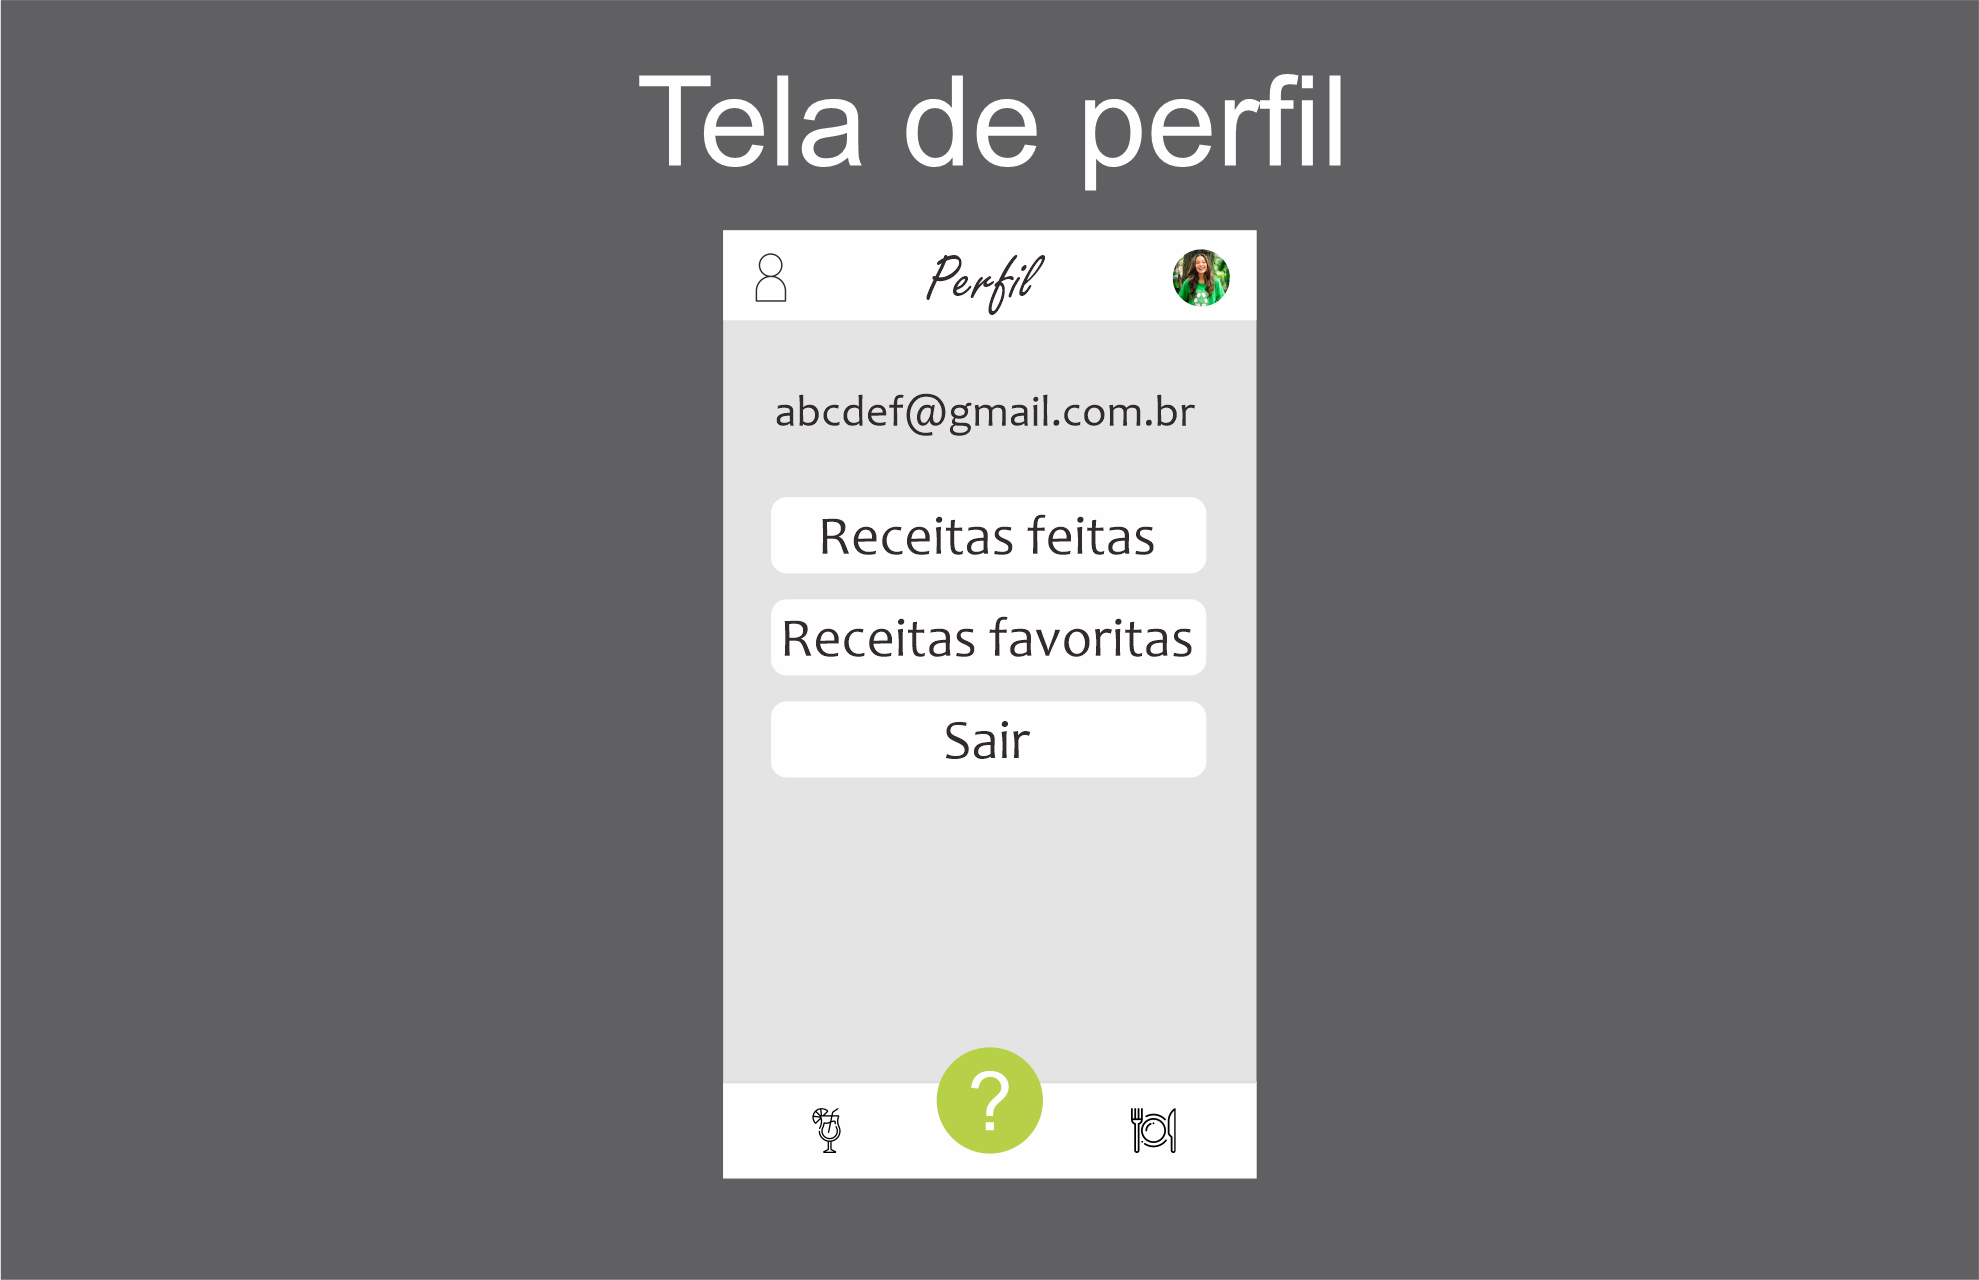 Tela de perfil
Perfil
abcdef@gmail.com.br
Receitas feitas
Receitas favoritas
Sair
?